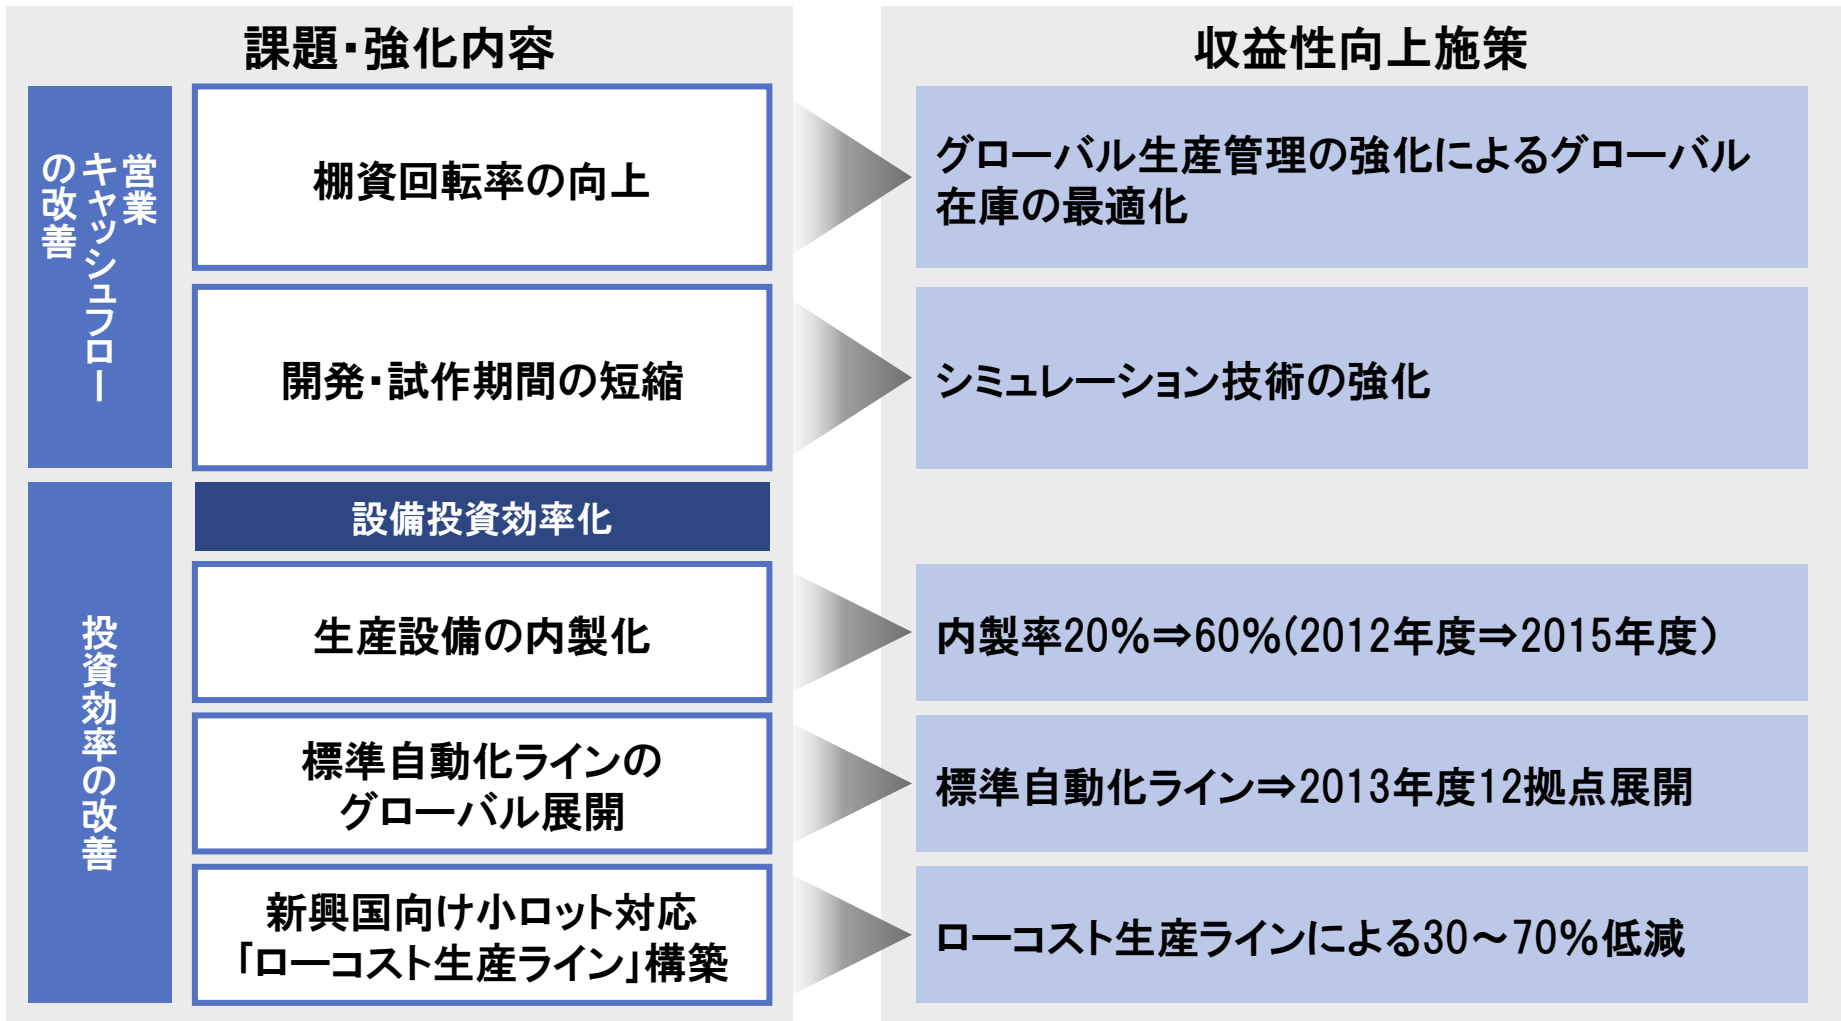 課題・強化内容
収益性向上施策
営業
キャッシュフロー
の改善
棚資回転率の向上
グローバル生産管理の強化によるグローバル
在庫の最適化
開発・試作期間の短縮
シミュレーション技術の強化
投資効率の改善
設備投資効率化
生産設備の内製化
内製率20%⇒60%(2012年度⇒2015年度)
標準自動化ラインの
グローバル展開
標準自動化ライン⇒2013年度12拠点展開
新興国向け小ロット対応
「ローコスト生産ライン」構築
ローコスト生産ラインによる30～70%低減